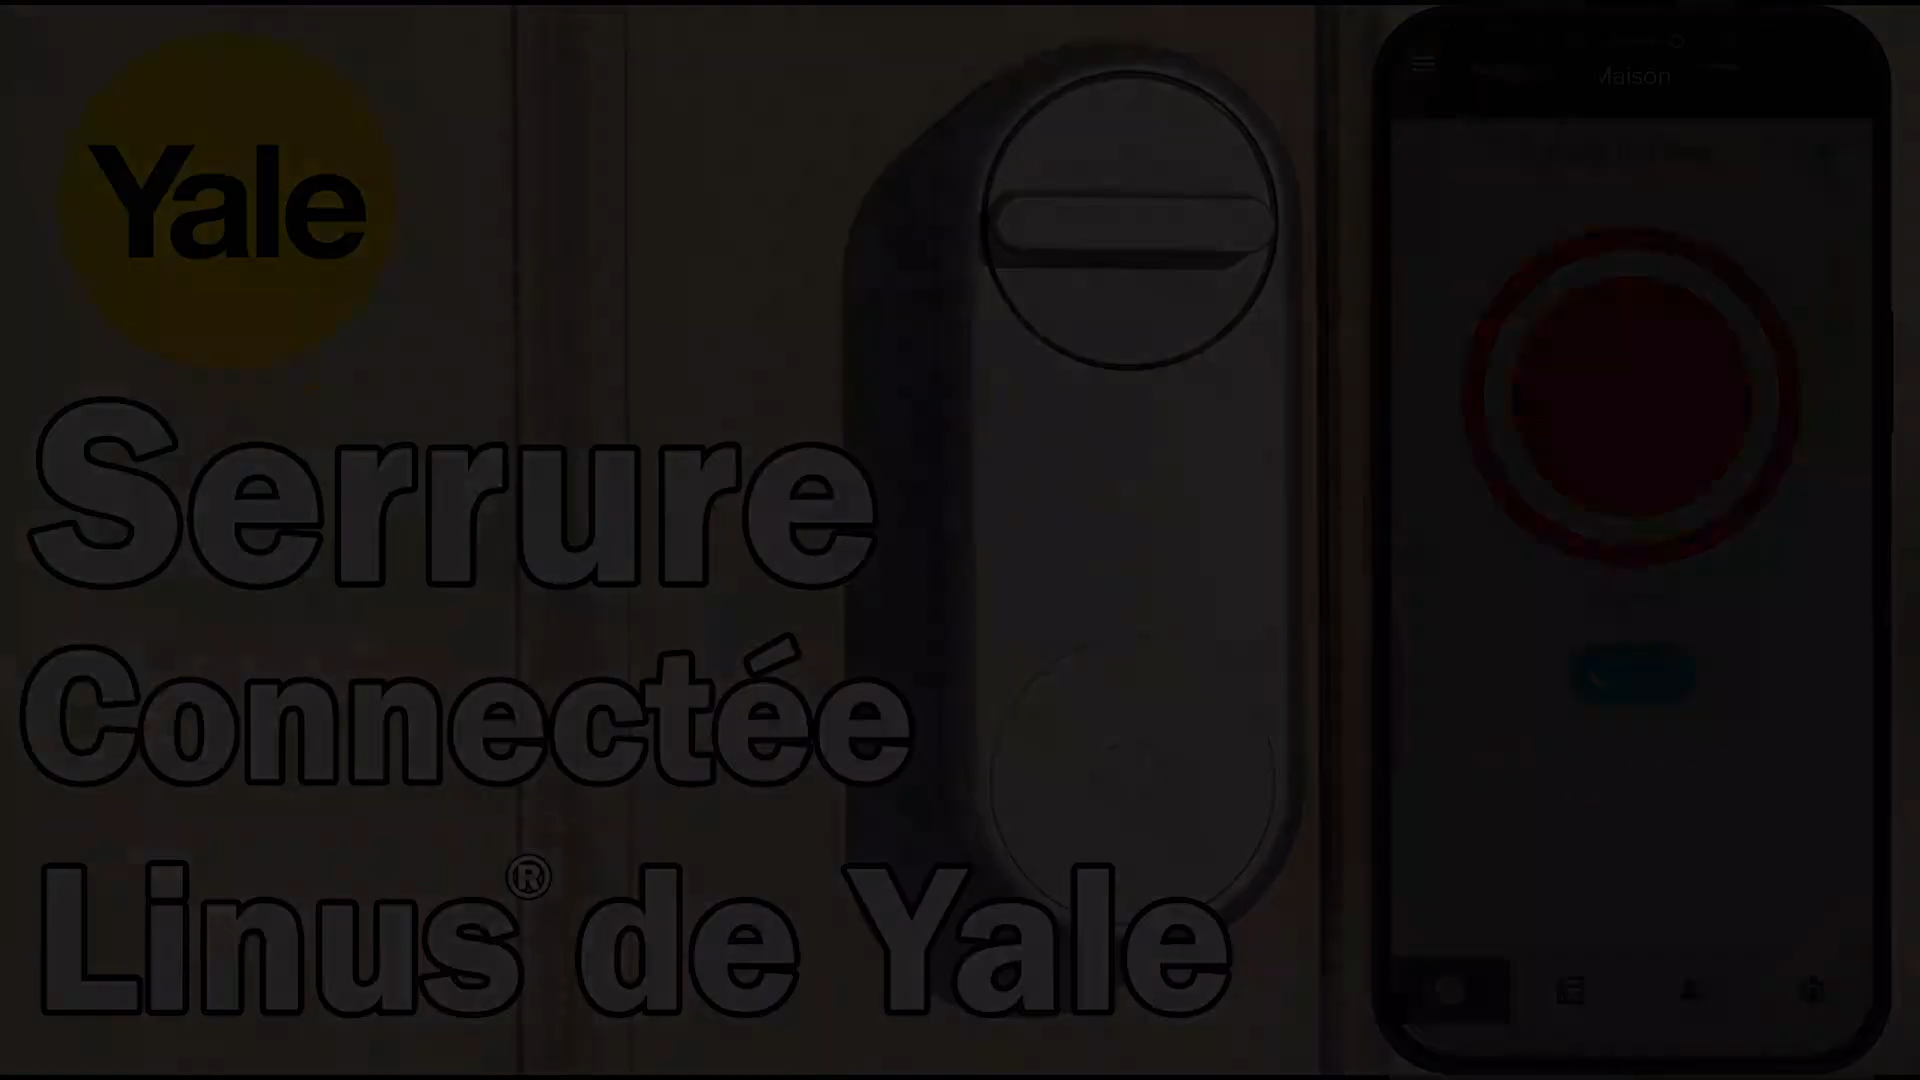 Yale
Maison
Serrure
Connectée
Linus® de Yale